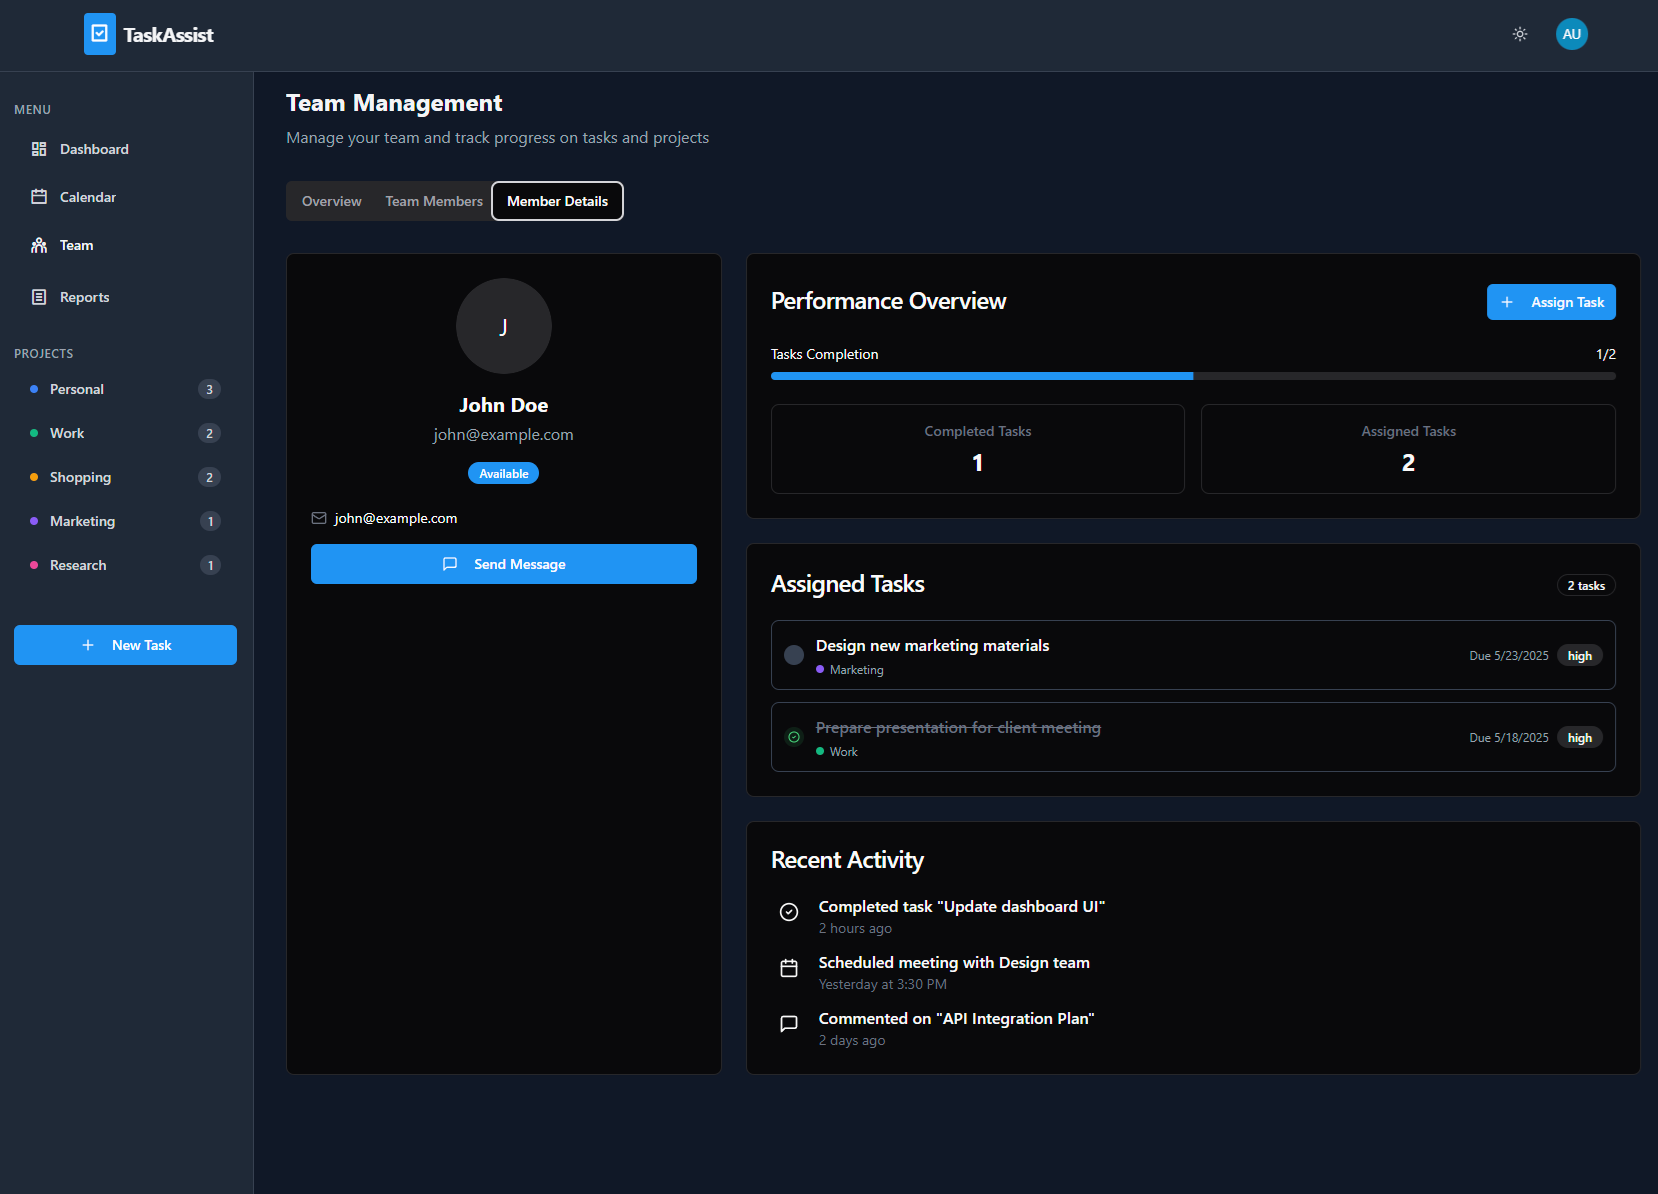 TaskAssist
AU
MENU
Dashboard
Calendar
Team
Reports
PROJECTS
Personal 3
Work 2
Shopping 2
Marketing 1
Research 1
New Task
Team Management
Manage your team and track progress on tasks and projects
Overview Team Members Member Details
J
John Doe
john@example.com
Available
john@example.com
Send Message
Performance Overview
Assign Task
Tasks Completion 1/2
Completed Tasks
1
Assigned Tasks
2
Assigned Tasks
2 tasks
Design new marketing materials
Marketing
Due 5/23/2025 high
Prepare presentation for client meeting
Work
Due 5/18/2025 high
Recent Activity
Completed task "Update dashboard UI"
2 hours ago
Scheduled meeting with Design team
Yesterday at 3:30 PM
Commented on "API Integration Plan"
2 days ago